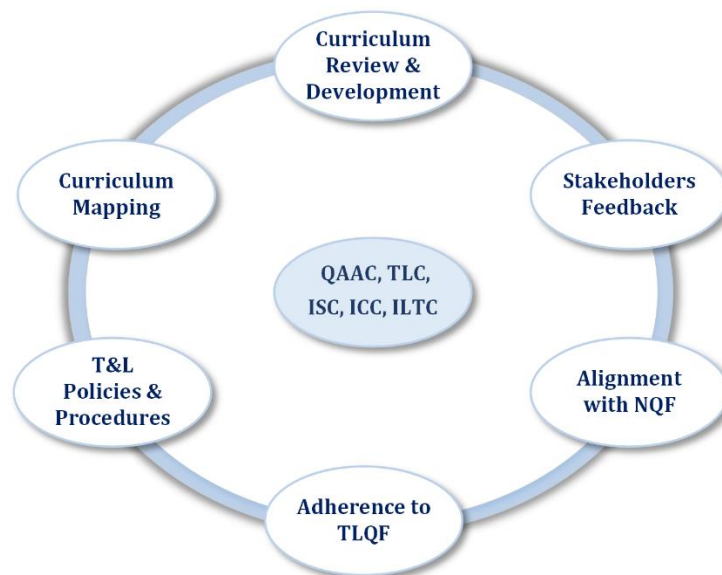 Curriculum
Review &
Development
Curriculum
Mapping
Stakeholders
Feedback
QAAC, TLC,
ISC, ICC, ILTC
T&L
Policies &
Procedures
Alignment
with NQF
Adherence to
TLQF